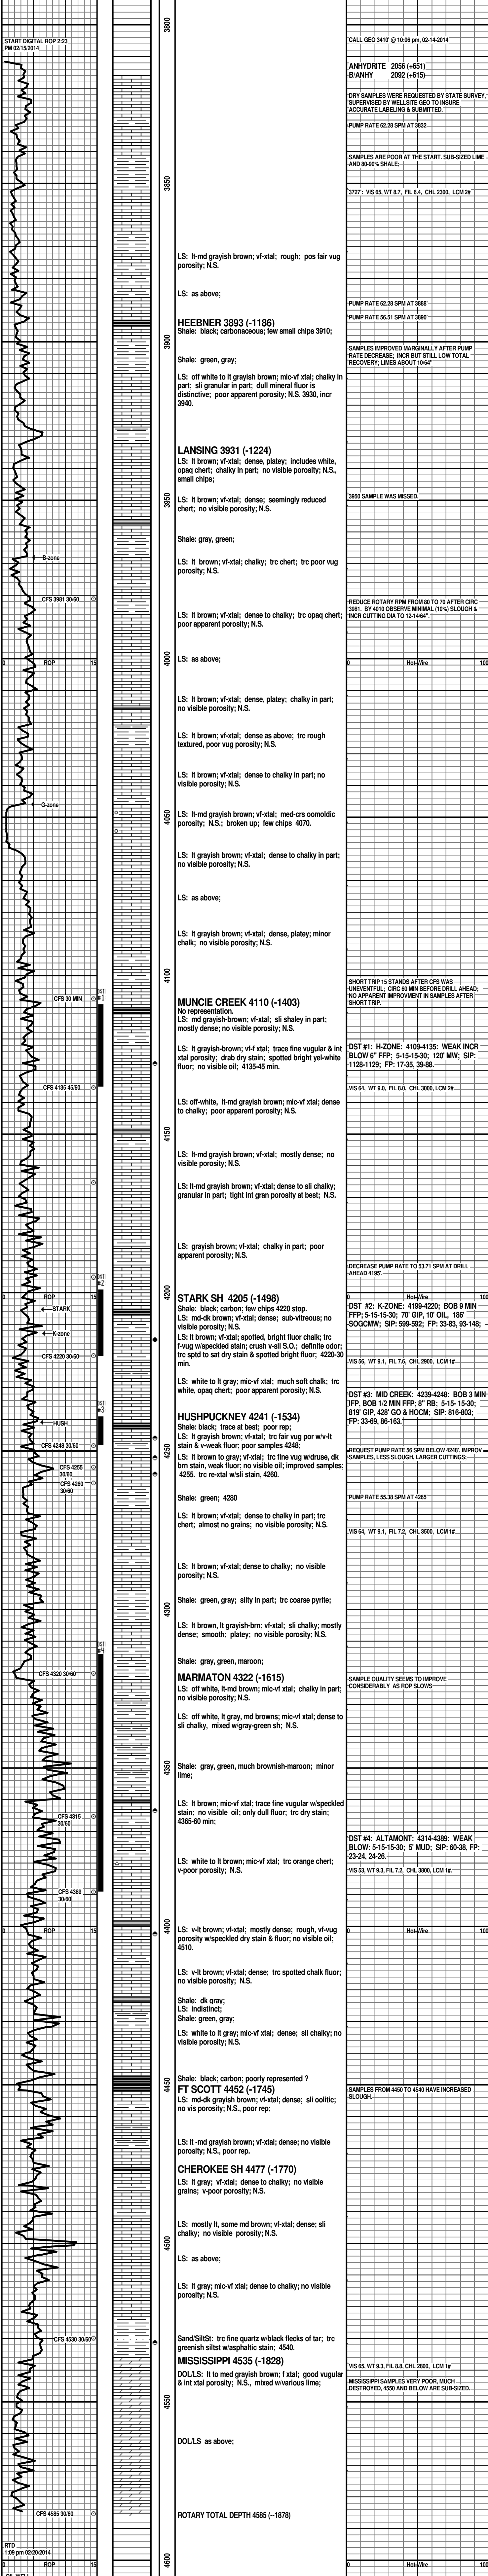 3800
START DIGITAL ROP 2:23
PM 02/15/2014
CALL GEO 3410' @ 10:06 pm, 02-14-2014
ANHYDRITE 2056 (+651)
B/ANHY 2092 (+615)
DRY SAMPLES WERE REQUESTED BY STATE SURVEY,
SUPERVISED BY WELLSITE GEO TO INSURE
ACCURATE LABELING & SUBMITTED.
PUMP RATE 62.28 SPM AT 3832
SAMPLES ARE POOR AT THE START. SUB-SIZED LIME
AND 80-90% SHALE;
3850
3727': VIS 65, WT 8.7, FIL 6.4, CHL 2300, LCM 2#
LS: lt-md grayish brown; vf-xtal; rough; pos fair vug
porosity; N.S.
LS: as above;
PUMP RATE 62.28 SPM AT 3888'
PUMP RATE 56.51 SPM AT 3890'
HEEBNER 3893 (-1186)
Shale: black; carbonaceous; few small chips 3910;
3900
SAMPLES IMPROVED MARGINALLY AFTER PUMP
RATE DECREASE; INCR BUT STILL LOW TOTAL
RECOVERY; LIMES ABOUT 10/64"
Shale: green, gray;
LS: off white to lt grayish brown; mic-vf xtal; chalky in
part; sli granular in part; dull mineral fluor is
distinctive; poor apparent porosity; N.S. 3930, incr
3940.
LANSING 3931 (-1224)
LS: lt brown; vf-xtal; dense, platey; includes white,
opaq chert; chalky in part; no visible porosity; N.S.,
small chips;
3950
3950 SAMPLE WAS MISSED.
LS: lt brown; vf-xtal; dense; seemingly reduced
chert; no visible porosity; N.S.
Shale: gray, green;
B-zone
LS: lt brown; vf-xtal; chalky; trc chert; trc poor vug
porosity; N.S.
CFS 3981 30/60
REDUCE ROTARY RPM FROM 80 TO 70 AFTER CIRC
3981. BY 4010 OBSERVE MINIMAL (10%) SLOUGH &
INCR CUTTING DIA TO 12-14/64".
LS: lt brown; vf-xtal; dense to chalky; trc opaq chert;
poor apparent porosity; N.S.
4000
LS: as above;
0 ROP 15
0 Hot-Wire 100
LS: lt brown; vf-xtal; dense, platey; chalky in part;
no visible porosity; N.S.
LS: lt brown; vf-xtal; dense as above; trc rough
textured, poor vug porosity; N.S.
LS: lt brown; vf-xtal; dense to chalky in part; no
visible porosity; N.S.
G-zone
4050
LS: lt-md grayish brown; vf-xtal; med-crs oomoldic
porosity; N.S.; broken up; few chips 4070.
LS: lt grayish brown; vf-xtal; dense to chalky in part;
no visible porosity; N.S.
LS: as above;
LS: lt grayish brown; vf-xtal; dense, platey; minor
chalk; no visible porosity; N.S.
4100
SHORT TRIP 15 STANDS AFTER CFS WAS
UNEVENTFUL; CIRC 60 MIN BEFORE DRILL AHEAD;
NO APPARENT IMPROVMENT IN SAMPLES AFTER
SHORT TRIP.
CFS 30 MIN
DST
#1
MUNCIE CREEK 4110 (-1403)
No representation.
LS: md grayish brown; vf-xtal; sli shaley in part;
mostly dense; no visible porosity; N.S.
LS: lt grayish-brown; vf-f xtal; trace fine vugular & int
xtal porosity; drab dry stain; spotted bright yel-white
fluor; no visible oil; 4135-45 min.
DST #1: H-ZONE: 4109-4135: WEAK INCR
BLOW 6" FFP; 5-15-15-30; 120' MW; SIP:
1128-1129; FP: 17-35, 39-88.
CFS 4135 45/60
VIS 64, WT 9.0, FIL 8.0, CHL 3000, LCM 2#
LS: off-white, lt-md grayish brown; mic-vf xtal; dense
to chalky; poor apparent porosity; N.S.
4150
LS: lt-md grayish brown; vf-xtal; mostly dense; no
visible porosity; N.S.
LS: lt-md grayish brown; vf-xtal; dense to sli chalky;
granular in part; tight int gran porosity at best; N.S.
LS: grayish brown; vf-xtal; chalky in part; poor
apparent porosity; N.S.
DECREASE PUMP RATE TO 53.71 SPM AT DRILL
AHEAD 4195'.
DST
#2
4200
STARK SH 4205 (-1498)
Shale: black; carbon; few chips 4220 stop.
LS: md-dk brown; vf-xtal; dense; sub-vitreous; no
visible porosity; N.S.
STARK
K-zone
LS: lt brown; vf-xtal; spotted, bright fluor chalk; trc
f-vug w/spotted sat; crush v-sli S.O.; definite odor;
trc sptd to sat dry stain & spotted bright fluor; 4220-30
min.
DST #2: K-ZONE: 4199-4220; BOB 9 MIN
FFP; 5-15-15-30; 70' GIP, 10' OIL, 186'
SOGCMW; SIP: 599-592; FP: 33-83, 93-148;
CFS 4220 30/60
VIS 56, WT 9.1, FIL 7.6, CHL 2900, LCM 1#
LS: white to lt gray; mic-vf xtal; much soft chalk; trc
white, opaq chert; poor apparent porosity; N.S.
DST
#3
DST #3: MID CREEK: 4239-4248: BOB 3 MIN
IFP, BOB 1/2 MIN FFP; 8" RB; 5-15-15-30;
819' GIP, 428' GO & HOCM; SIP: 816-803;
FP: 33-69, 86-163.
HUSHPUCKNEY 4241 (-1534)
HUSH
Shale: black; trace at best; poor rep;
LS: lt grayish brown; vf-xtal; trc fair vug por w/v-lt
stain & v-weak fluor; poor samples 4248;
CFS 4248 30/60
4250
LS: lt brown to gray; vf-xtal; trc fine vug w/druse, dk
brn stain, weak fluor; no visible oil; improved samples;
4255. trc re-xtal w/sli stain, 4260.
REQUEST PUMP RATE 56 SPM BELOW 4248', IMPROV
SAMPLES, LESS SLOUGH, LARGER CUTTINGS;
CFS 4255
30/60
CFS 4260
30/60
Shale: green; 4280
PUMP RATE 55.38 SPM AT 4265'
LS: lt brown; vf-xtal; dense to chalky in part; trc
chert; almost no grains; no visible porosity; N.S.
VIS 64, WT 9.1, FIL 7.2, CHL 3500, LCM 1#
LS: lt brown; vf-xtal; dense to chalky; no visible
porosity; N.S.
4300
Shale: green, gray; silty in part; trc coarse pyrite;
LS: lt brown, lt grayish-brn; vf-xtal; sli chalky; mostly
dense; smooth; platey; no visible porosity; N.S.
DST
#4
Shale: gray, green, maroon;
CFS 4320 30/60
MARMATON 4322 (-1615)
LS: off white, lt-md brown; mic-vf xtal; chalky in part;
no visible porosity; N.S.
SAMPLE QUALITY SEEMS TO IMPROVE
CONSIDERABLY AS ROP SLOWS
LS: off white, lt gray, md browns; mic-vf xtal; dense to
sli chalky, mixed w/gray-green sh; N.S.
4350
Shale: gray, green, much brownish-maroon; minor
lime;
LS: lt brown; mic-vf xtal; trace fine vugular w/speckled
stain; no visible oil; only dull fluor; trc dry stain;
4365-60 min;
CFS 4315
30/60
DST #4: ALTAMONT: 4314-4389: WEAK
BLOW: 5-15-15-30; 5' MUD; SIP: 60-38, FP:
23-24, 24-26.
LS: white to lt brown; mic-vf xtal; trc orange chert;
v-poor porosity; N.S.
VIS 53, WT 9.3, FIL 7.2, CHL 3800, LCM 1#.
CFS 4389
30/60
4400
0 ROP 15
0 Hot-Wire 100
LS: v-lt brown; vf-xtal; mostly dense; rough, vf-vug
porosity w/speckled dry stain & fluor; no visible oil;
4510.
LS: v-lt brown; vf-xtal; dense; trc spotted chalk fluor;
no visible porosity; N.S.
Shale: dk gray;
LS: indistinct;
Shale: green, gray;
LS: white to lt gray; mic-vf xtal; dense; sli chalky; no
visible porosity; N.S.
4450
Shale: black; carbon; poorly represented ?
FT SCOTT 4452 (-1745)
LS: md-dk grayish brown; vf-xtal; dense; sli oolitic;
no vis porosity; N.S., poor rep;
SAMPLES FROM 4450 TO 4540 HAVE INCREASED
SLOUGH.
LS: lt -md grayish brown; vf-xtal; dense; no visible
porosity; N.S., poor rep.
CHEROKEE SH 4477 (-1770)
LS: lt gray; vf-xtal; dense to chalky; no visible
grains; v-poor porosity; N.S.
4500
LS: mostly lt, some md brown; vf-xtal; dense; sli
chalky; no visible porosity; N.S.
LS: as above;
LS: lt gray; mic-vf xtal; dense to chalky; no visible
porosity; N.S.
CFS 4530 30/60
Sand/SiltSt: trc fine quartz w/black flecks of tar; trc
greenish siltst w/asphaltic stain; 4540.
MISSISSIPPI 4535 (-1828)
DOL/LS: lt to med grayish brown; f xtal; good vugular
& int xtal porosity; N.S., mixed w/various lime;
VIS 65, WT 9.3, FIL 8.8, CHL 2800, LCM 1#
MISSISSIPPI SAMPLES VERY POOR, MUCH
DESTROYED, 4550 AND BELOW ARE SUB-SIZED.
4550
DOL/LS as above;
CFS 4585 30/60
ROTARY TOTAL DEPTH 4585 (--1878)
RTD
1:09 pm 02/20/2014
4600
0 ROP 15
0 Hot-Wire 100